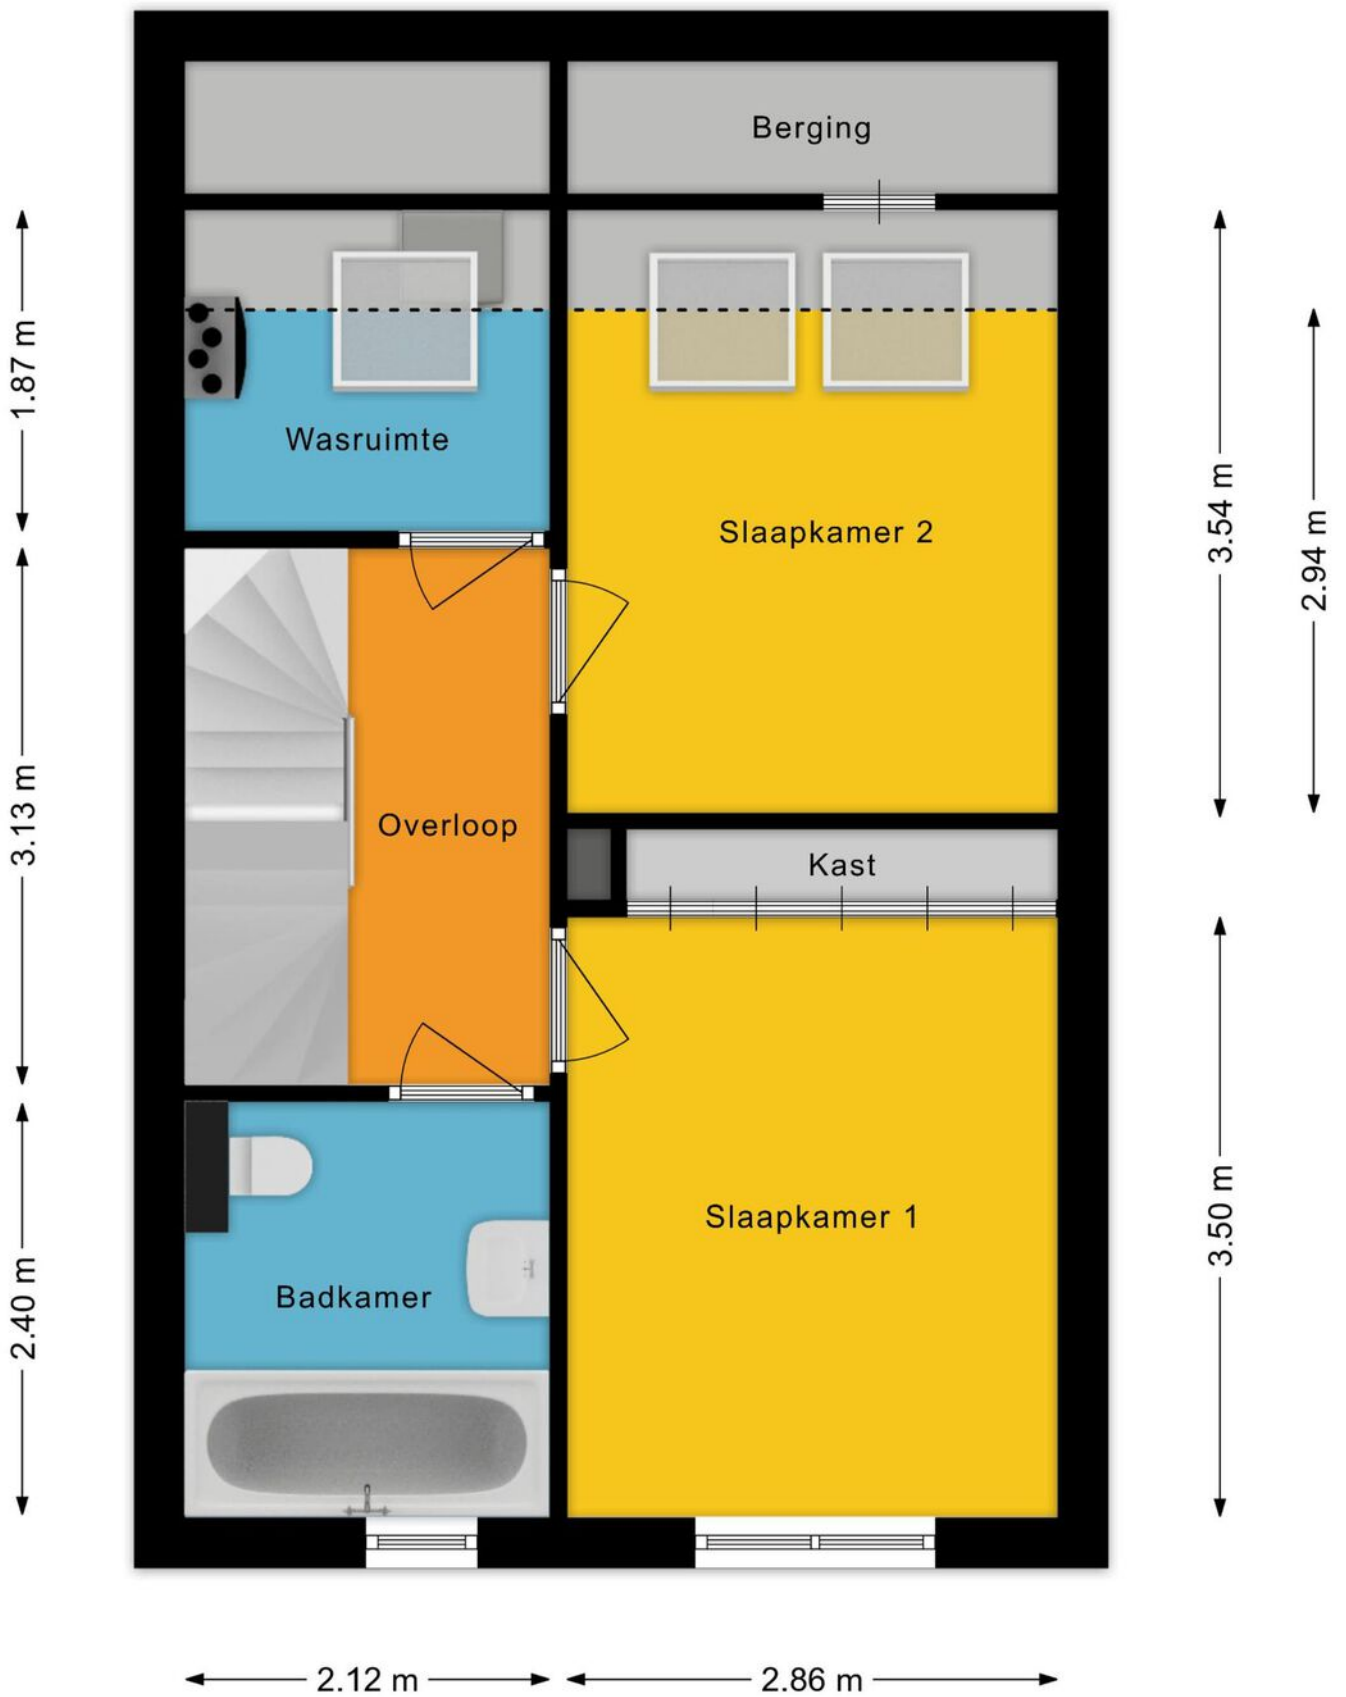 Berging
1.87 m
Wasruimte
Slaapkamer 2
3.54 m
2.94 m
3.13 m
Overloop
Kast
Slaapkamer 1
3.50 m
2.40 m
Badkamer
2.12 m
2.86 m